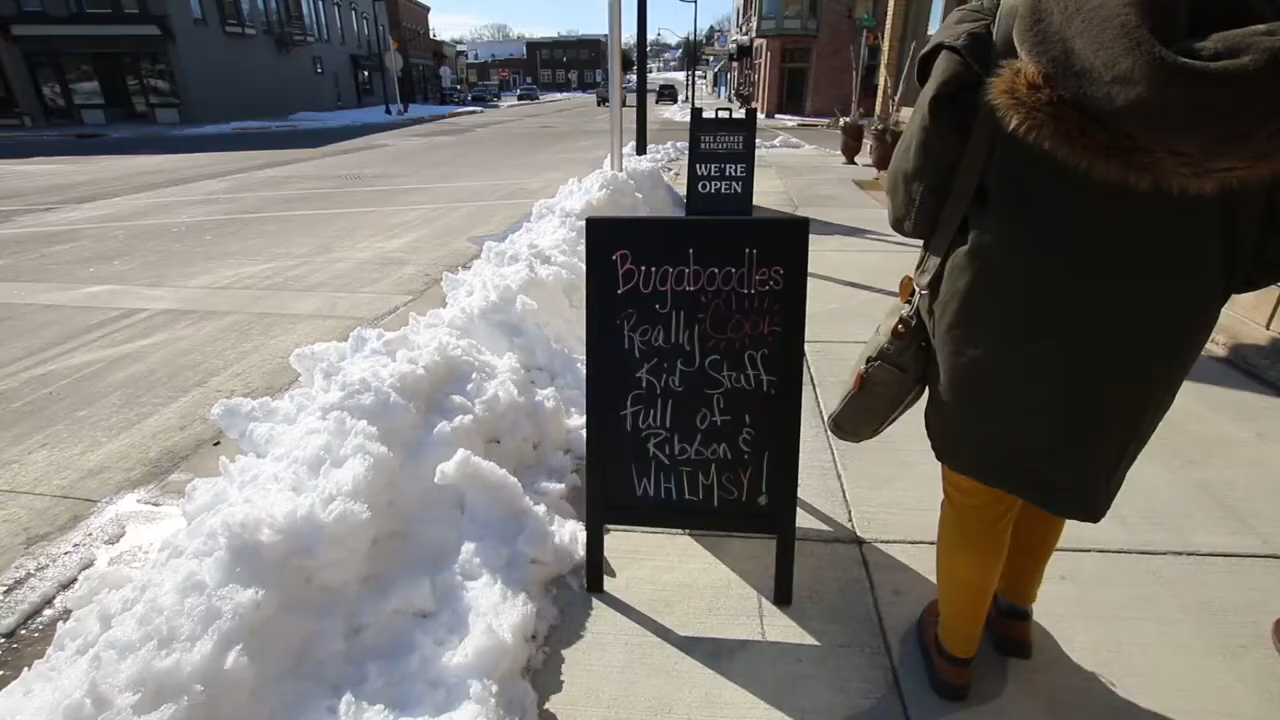 THE CORNER
MERCANTILE
WE'RE
OPEN
Bugaboodles
Really Cool
Kid Stuff.
full of
Ribbon &
WHIMSY!